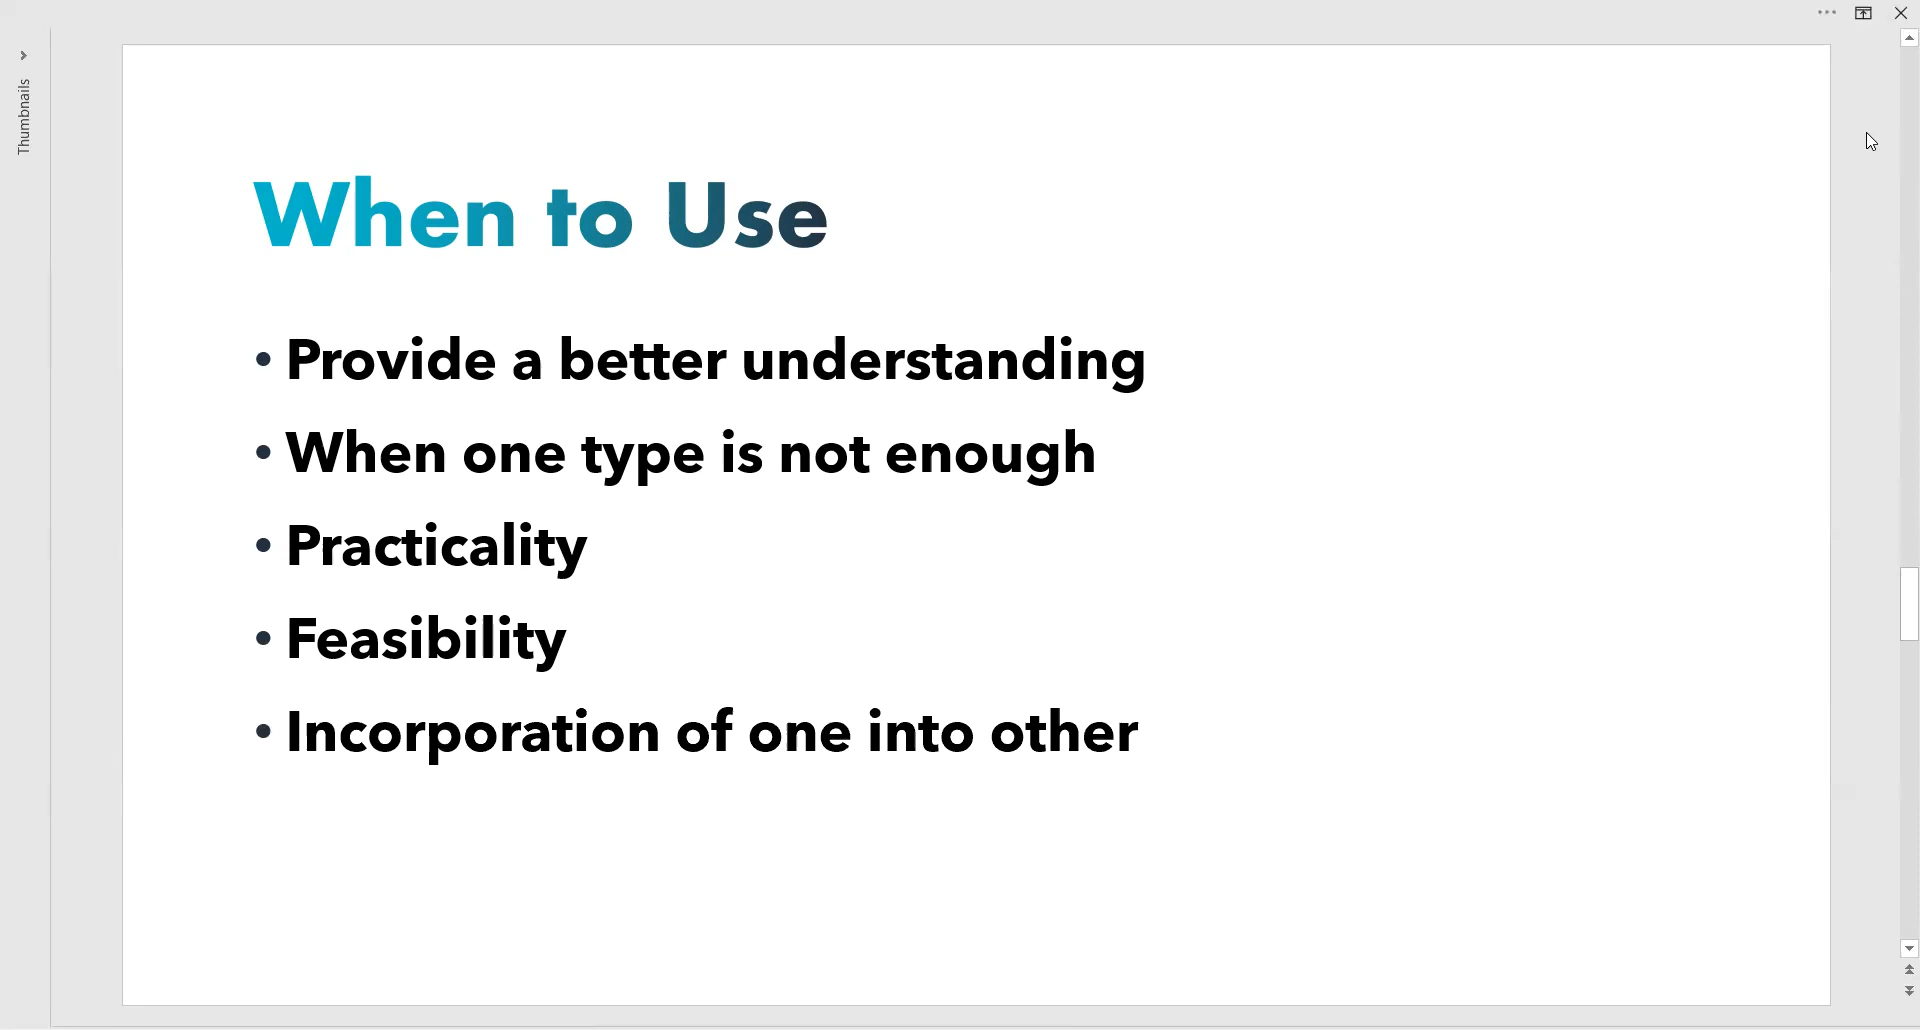 Thumbnails
When to Use
• Provide a better understanding
• When one type is not enough
• Practicality
• Feasibility
• Incorporation of one into other